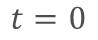 t = 0